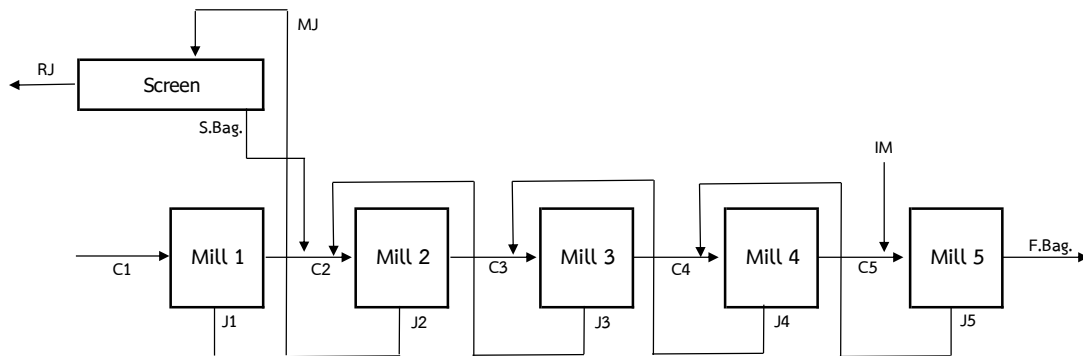 MJ
RJ
Screen
S.Bag.
IM
Mill 1
Mill 2
Mill 3
Mill 4
Mill 5
F.Bag.
C1
C2
C3
C4
C5
J1
J2
J3
J4
J5